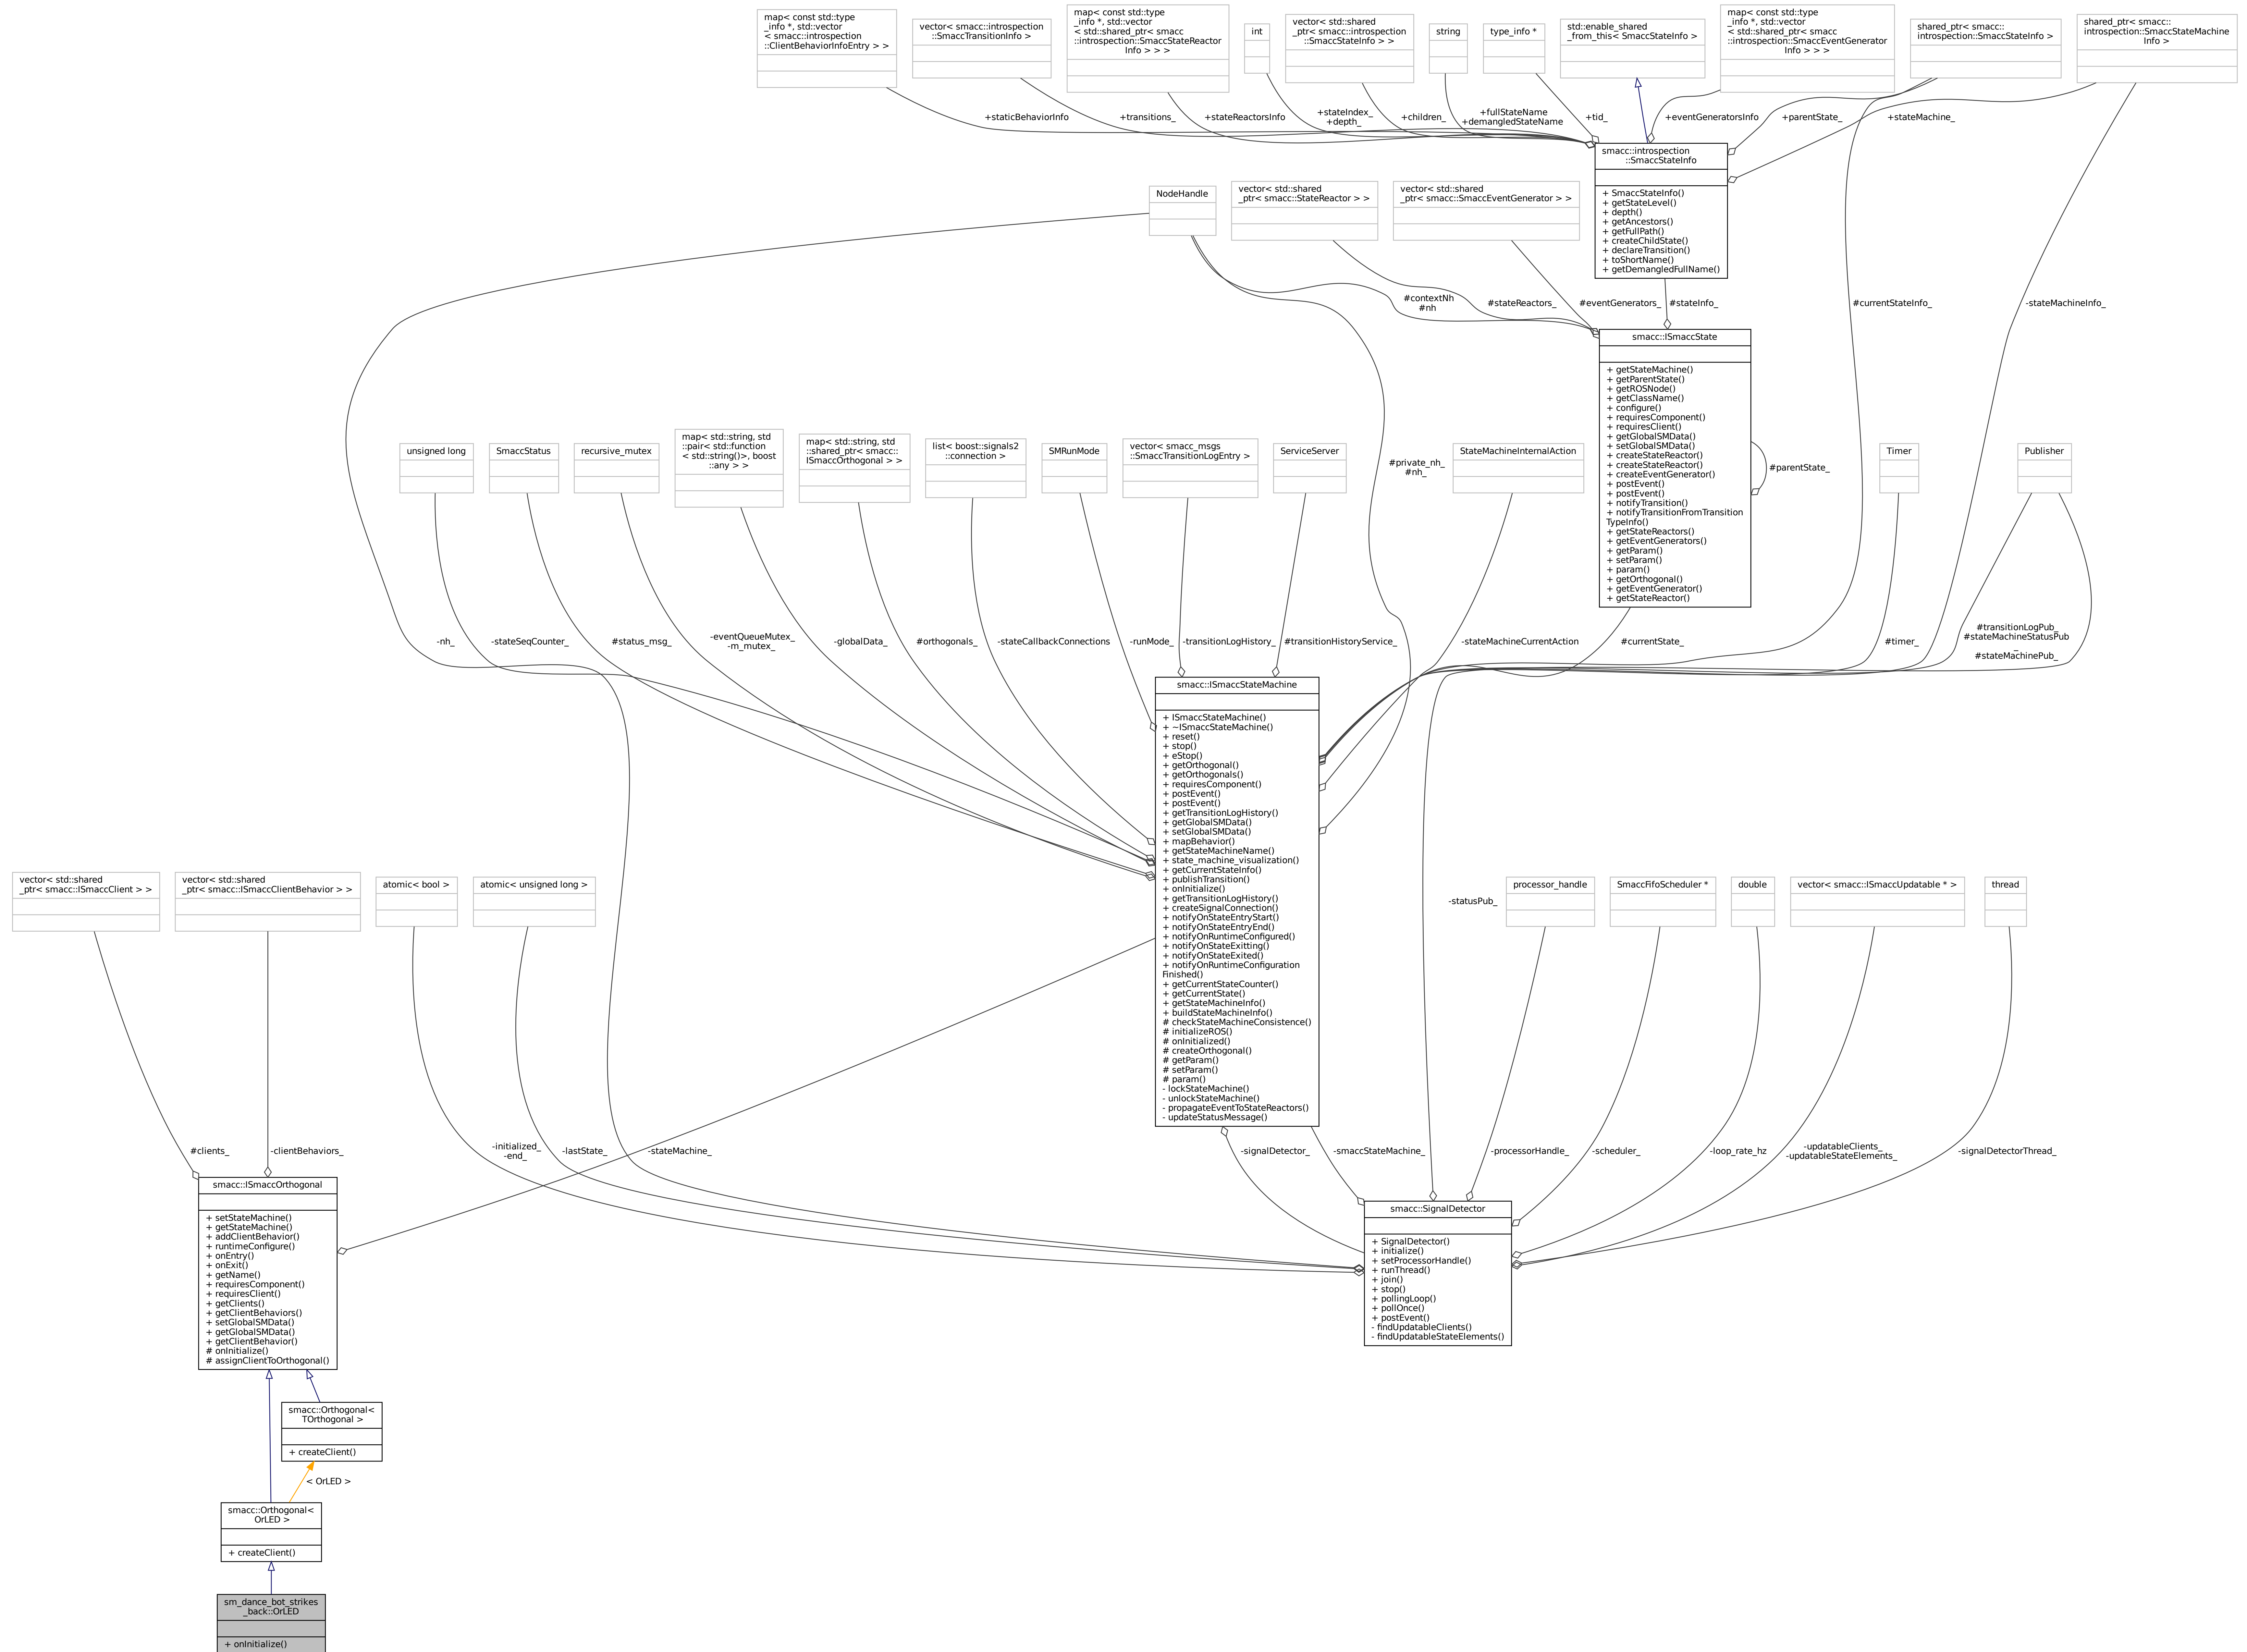 map< const std::type
_info *, std::vector
< smacc::introspection
::ClientBehaviorInfoEntry > >
vector< smacc::introspection
::SmaccTransitionInfo >
map< const std::type
_info *, std::vector
< std::shared_ptr< smacc
::introspection::SmaccStateReactor
Info > > >
int
vector< std::shared
_ptr< smacc::introspection
::SmaccStateInfo > >
string
type_info *
std::enable_shared
_from_this< SmaccStateInfo >
map< const std::type
_info *, std::vector
< std::shared_ptr< smacc
::introspection::SmaccEventGenerator
Info > > >
shared_ptr< smacc::
introspection::SmaccStateInfo >
shared_ptr< smacc::
introspection::SmaccStateMachine
Info >
+staticBehaviorInfo
+transitions_
+stateReactorsInfo
+stateIndex_
+depth_
+children_
+fullStateName
+demangledStateName
+tid_
+eventGeneratorsInfo
+parentState_
+stateMachine_
smacc::introspection
::SmaccStateInfo
+ SmaccStateInfo()
+ getStateLevel()
+ depth()
+ getAncestors()
+ getFullPath()
+ createChildState()
+ declareTransition()
+ toShortName()
+ getDemangledFullName()
NodeHandle
vector< std::shared
_ptr< smacc::StateReactor > >
vector< std::shared
_ptr< smacc::SmaccEventGenerator > >
#contextNh
#nh
#stateReactors_
#eventGenerators_
#stateInfo_
#currentStateInfo_
-stateMachineInfo_
smacc::ISmaccState
+ getStateMachine()
+ getParentState()
+ getROSNode()
+ getClassName()
+ configure()
+ requiresComponent()
+ requiresClient()
+ getGlobalSMData()
+ setGlobalSMData()
+ createStateReactor()
+ createStateReactor()
+ createEventGenerator()
+ postEvent()
+ postEvent()
+ notifyTransition()
+ notifyTransitionFromTransition
TypeInfo()
+ getStateReactors()
+ getEventGenerators()
+ getParam()
+ setParam()
+ param()
+ getOrthogonal()
+ getEventGenerator()
+ getStateReactor()
#parentState_
unsigned long
SmaccStatus
recursive_mutex
map< std::string, std
::pair< std::function
< std::string()>, boost
::any > >
map< std::string, std
::shared_ptr< smacc::
ISmaccOrthogonal > >
list< boost::signals2
::connection >
SMRunMode
vector< smacc_msgs
::SmaccTransitionLogEntry >
ServiceServer
#private_nh_
#nh_
StateMachineInternalAction
Timer
Publisher
-nh_
-stateSeqCounter_
#status_msg_
-eventQueueMutex_
-m_mutex_
-globalData_
#orthogonals_
-stateCallbackConnections
-runMode_
-transitionLogHistory_
#transitionHistoryService_
-stateMachineCurrentAction
#currentState_
#timer_
#transitionLogPub_
#stateMachineStatusPub
_
#stateMachinePub_
smacc::ISmaccStateMachine
+ ISmaccStateMachine()
+ ~ISmaccStateMachine()
+ reset()
+ stop()
+ eStop()
+ getOrthogonal()
+ getOrthogonals()
+ requiresComponent()
+ postEvent()
+ postEvent()
+ getTransitionLogHistory()
+ getGlobalSMData()
+ setGlobalSMData()
+ mapBehavior()
+ getStateMachineName()
+ state_machine_visualization()
+ getCurrentStateInfo()
+ publishTransition()
+ onInitialize()
+ getTransitionLogHistory()
+ createSignalConnection()
+ notifyOnStateEntryStart()
+ notifyOnStateEntryEnd()
+ notifyOnRuntimeConfigured()
+ notifyOnStateExitting()
+ notifyOnStateExited()
+ notifyOnRuntimeConfiguration
Finished()
+ getCurrentStateCounter()
+ getCurrentState()
+ getStateMachineInfo()
+ buildStateMachineInfo()
# checkStateMachineConsistence()
# initializeROS()
# onInitialized()
# createOrthogonal()
# getParam()
# setParam()
# param()
- lockStateMachine()
- unlockStateMachine()
- propagateEventToStateReactors()
- updateStatusMessage()
vector< std::shared
_ptr< smacc::ISmaccClient > >
vector< std::shared
_ptr< smacc::ISmaccClientBehavior > >
atomic< bool >
atomic< unsigned long >
-statusPub_
processor_handle
SmaccFifoScheduler *
double
vector< smacc::ISmaccUpdatable * >
thread
#clients_
-clientBehaviors_
-initialized_
-end_
-lastState_
-stateMachine_
-signalDetector_
-smaccStateMachine_
-processorHandle_
-scheduler_
-loop_rate_hz
-updatableClients_
-updatableStateElements_
-signalDetectorThread_
smacc::ISmaccOrthogonal
+ setStateMachine()
+ getStateMachine()
+ addClientBehavior()
+ runtimeConfigure()
+ onEntry()
+ onExit()
+ getName()
+ requiresComponent()
+ requiresClient()
+ getClients()
+ getClientBehaviors()
+ setGlobalSMData()
+ getGlobalSMData()
+ getClientBehavior()
# onInitialize()
# assignClientToOrthogonal()
smacc::SignalDetector
+ SignalDetector()
+ initialize()
+ setProcessorHandle()
+ runThread()
+ join()
+ stop()
+ pollingLoop()
+ pollOnce()
+ postEvent()
- findUpdatableClients()
- findUpdatableStateElements()
smacc::Orthogonal<
TOrthogonal >
+ createClient()
< OrLED >
smacc::Orthogonal<
OrLED >
+ createClient()
sm_dance_bot_strikes
_back::OrLED
+ onInitialize()